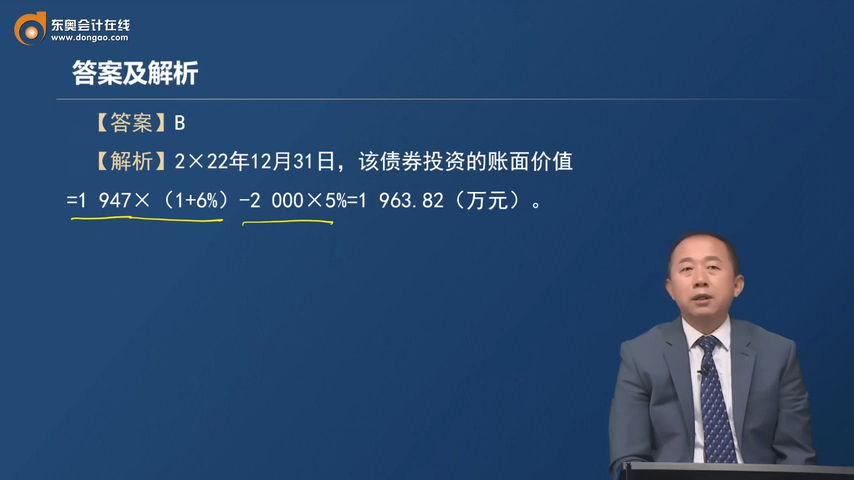 东奥会计在线
www.dongao.com
答案及解析
【答案】B
【解析】2×22年12月31日，该债券投资的账面价值
=1 947×（1+6%）-2 000×5%=1 963.82（万元）。